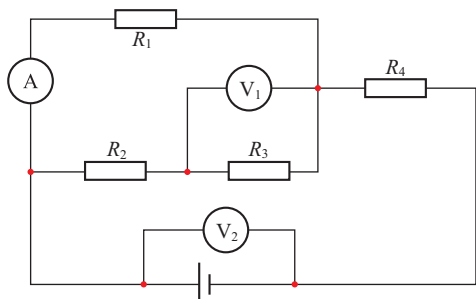 R₁
A
V₁
R₄
R₂
R₃
V₂